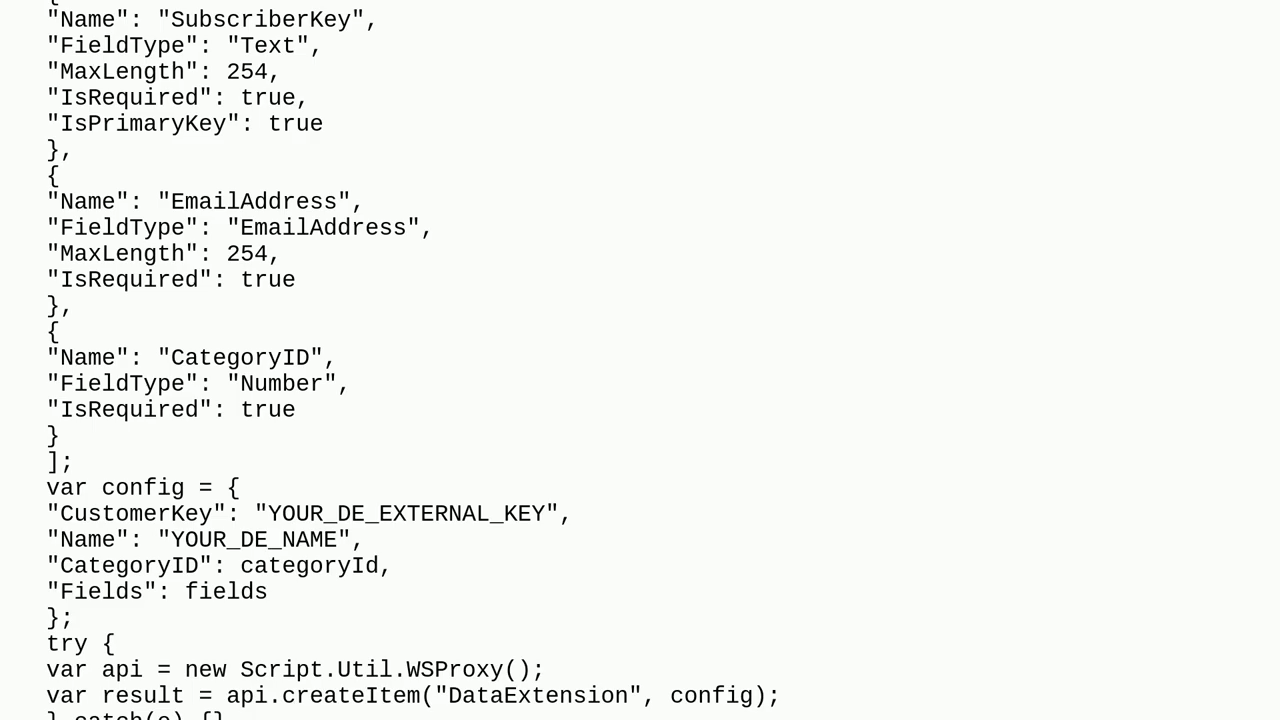 {
"Name": "SubscriberKey",
"FieldType": "Text",
"MaxLength": 254,
"IsRequired": true,
"IsPrimaryKey": true
},
{
"Name": "EmailAddress",
"FieldType": "EmailAddress",
"MaxLength": 254,
"IsRequired": true
},
{
"Name": "CategoryID",
"FieldType": "Number",
"IsRequired": true
}
];
var config = {
"CustomerKey": "YOUR_DE_EXTERNAL_KEY",
"Name": "YOUR_DE_NAME",
"CategoryID": categoryId,
"Fields": fields
};
try {
var api = new Script.Util.WSProxy();
var result = api.createItem("DataExtension", config);
} catch(e) {}